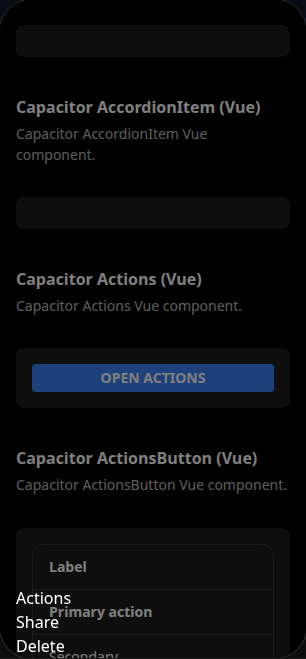 Capacitor AccordionItem (Vue)
Capacitor AccordionItem Vue
component.
Capacitor Actions (Vue)
Capacitor Actions Vue component.
OPEN ACTIONS
Capacitor ActionsButton (Vue)
Capacitor ActionsButton Vue component.
Label
Actions
Primary action
Share
Delete
Secondary